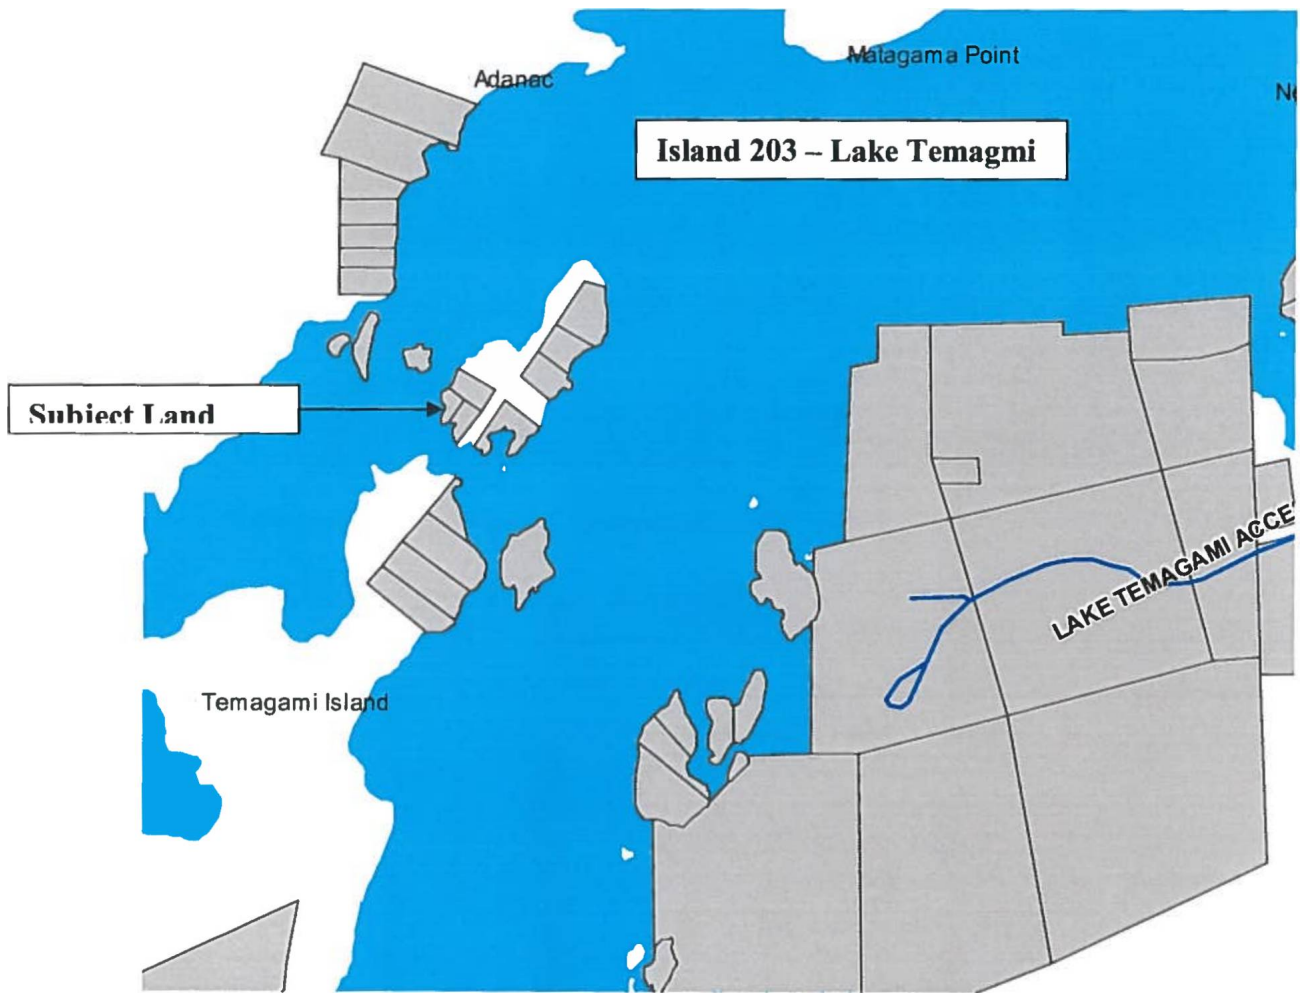 Matagama Point
Adanac
Island 203 – Lake Temagmi
Subject Land
LAKE TEMAGAMI ACCE
Temagami Island